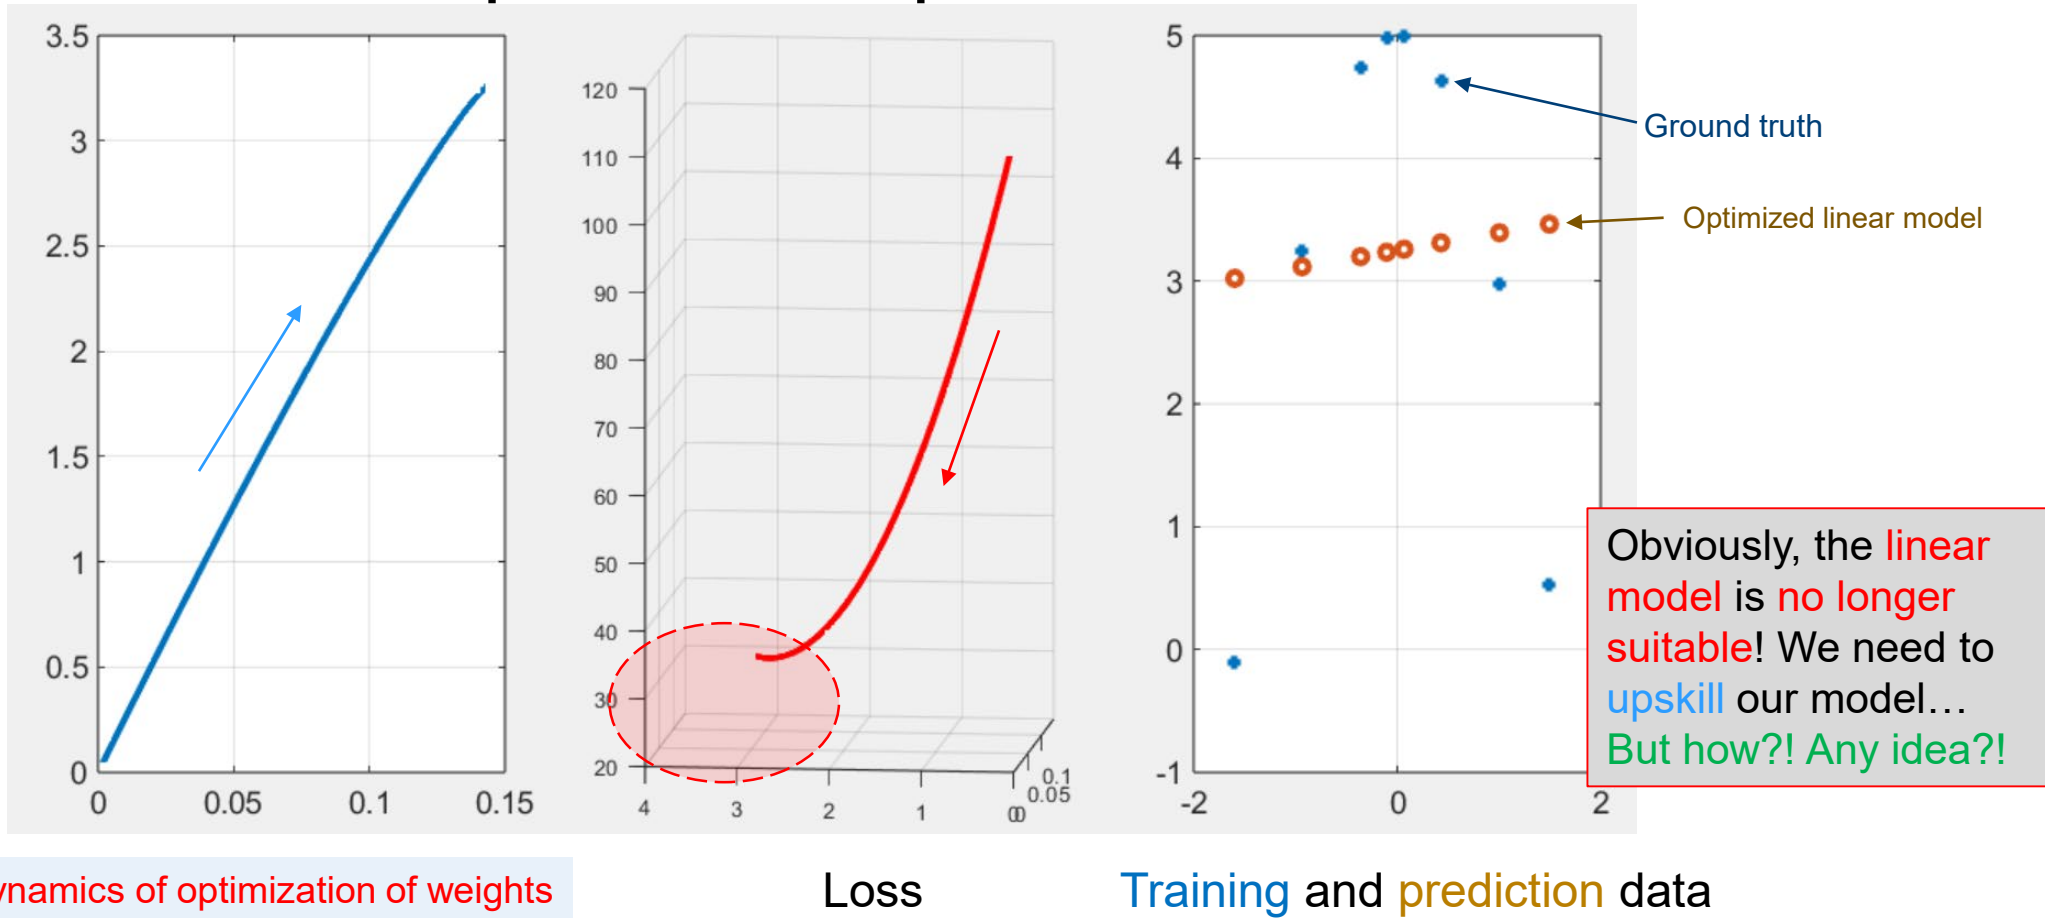 3.5
3
2.5
2
1.5
1
0.5
0
0 0.05 0.1 0.15
120
110
100
90
80
70
60
50
40
30
20
4 3 2 1 0
0 0.05 0.1
5
4
3
2
1
0
-1
-2 0 2
Ground truth
Optimized linear model
Obviously, the linear
model is no longer
suitable! We need to
upskill our model…
But how?! Any idea?!
ynamics of optimization of weights
Loss
Training and prediction data